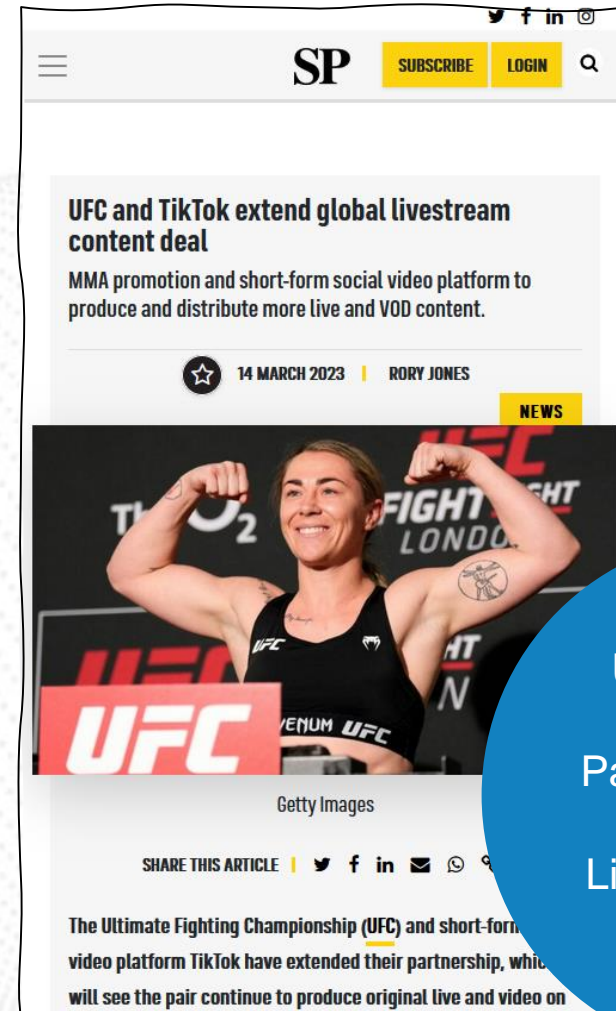 SP
SUBSCRIBE
LOGIN
UFC and TikTok extend global livestream
content deal
MMA promotion and short-form social video platform to
produce and distribute more live and VOD content.
14 MARCH 2023
RORY JONES
NEWS
UFC
FIGHT
LONDO
UFC
UFC
VENUM UFC
Getty Images
SHARE THIS ARTICLE
The Ultimate Fighting Championship (UFC) and short-form
video platform TikTok have extended their partnership,
will see the pair continue to produce original live and video on